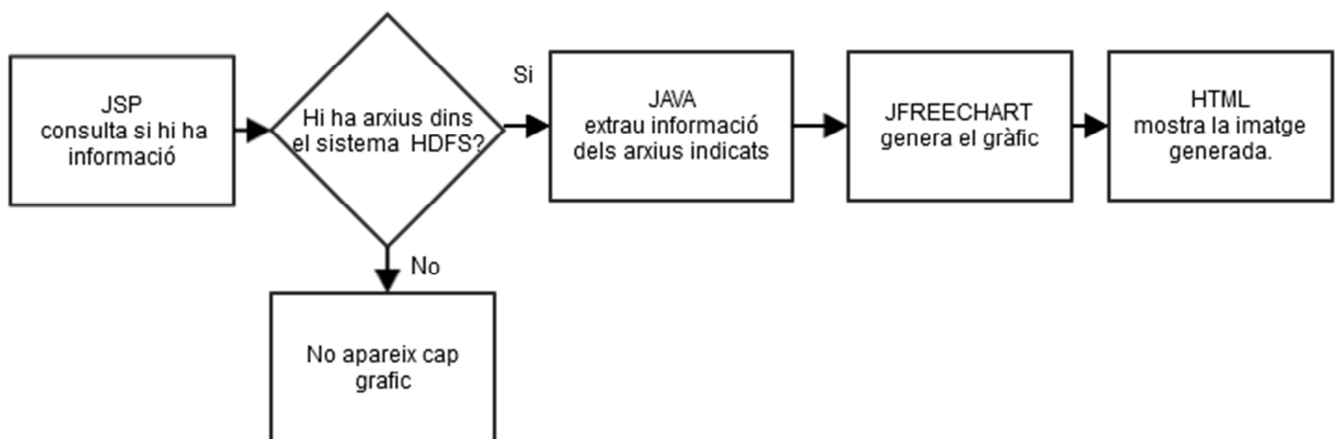 JSP
consulta si hi ha
informació
Hi ha arxius dins
el sistema HDFS?
Si
JAVA
extrau informació
dels arxius indicats
JFREECHART
genera el gràfic
HTML
mostra la imatge
generada.
No
No apareix cap
grafic